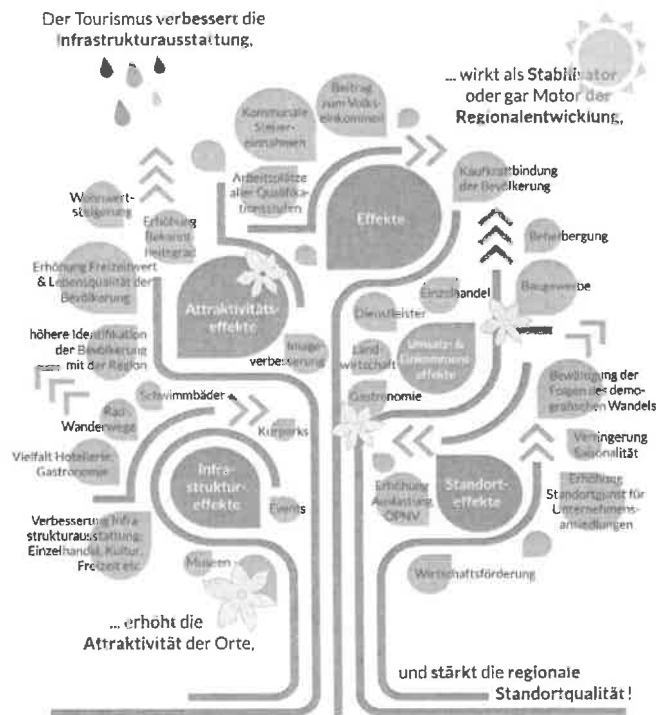 Der Tourismus verbessert die
Infrastrukturausstattung,
... wirkt als Stabilisator
oder gar Motor der
Regionalentwicklung,
Beitrag
zum Volks-
einkommen
Kommunale
Steuer-
einnahmen
Arbeitsplätze
aller Qualifika-
tionsstufen
Effekte
Kaufkraftbindung
der Bevölkerung
Wohnwert-
steigerung
Erhöhung
Bekannt-
heitsgrad
Beherbergung
Erhöhung Freizeitwert
& Lebensqualität der
Bevölkerung
Attraktivitäts-
effekte
Einzelhandel
Baugewerbe
Dienstleister
höhere Identifikation
der Bevölkerung
mit der Region
Image-
verbesserung
Land-
wirtschaft
Umsatz- &
Einkommens-
effekte
Gastronomie
Bewältigung der
Folgen des demo-
grafischen Wandels
Schwimmbäder
Rad-
Wanderwege
Kurparks
Verringerung
Saisonalität
Vielfalt Hotellerie,
Gastronomie
Infra-
struktur-
effekte
Events
Erhöhung
Auslastung
ÖPNV
Standort-
effekte
Erhöhung
Standortgunst für
Unternehmens-
ansiedlungen
Verbesserung Infra
strukturausstattung:
Einzelhandel, Kultur,
Freizeit etc.
Museen
Wirtschaftsförderung
... erhöht die
Attraktivität der Orte,
und stärkt die regionale
Standortqualität!